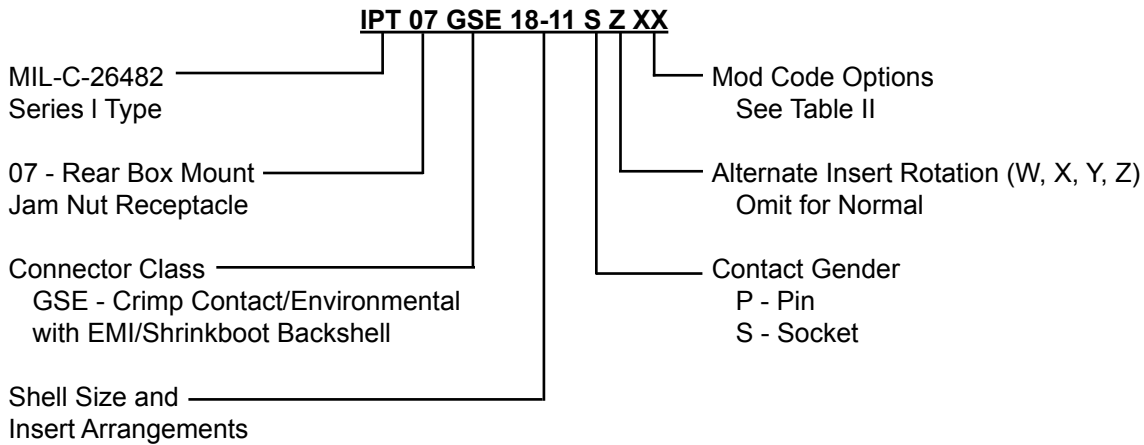 IPT 07 GSE 18-11 S Z XX
MIL-C-26482
Series I Type
07 - Rear Box Mount
Jam Nut Receptacle
Connector Class
GSE - Crimp Contact/Environmental
with EMI/Shrinkboot Backshell
Shell Size and
Insert Arrangements
Mod Code Options
See Table II
Alternate Insert Rotation (W, X, Y, Z)
Omit for Normal
Contact Gender
P - Pin
S - Socket